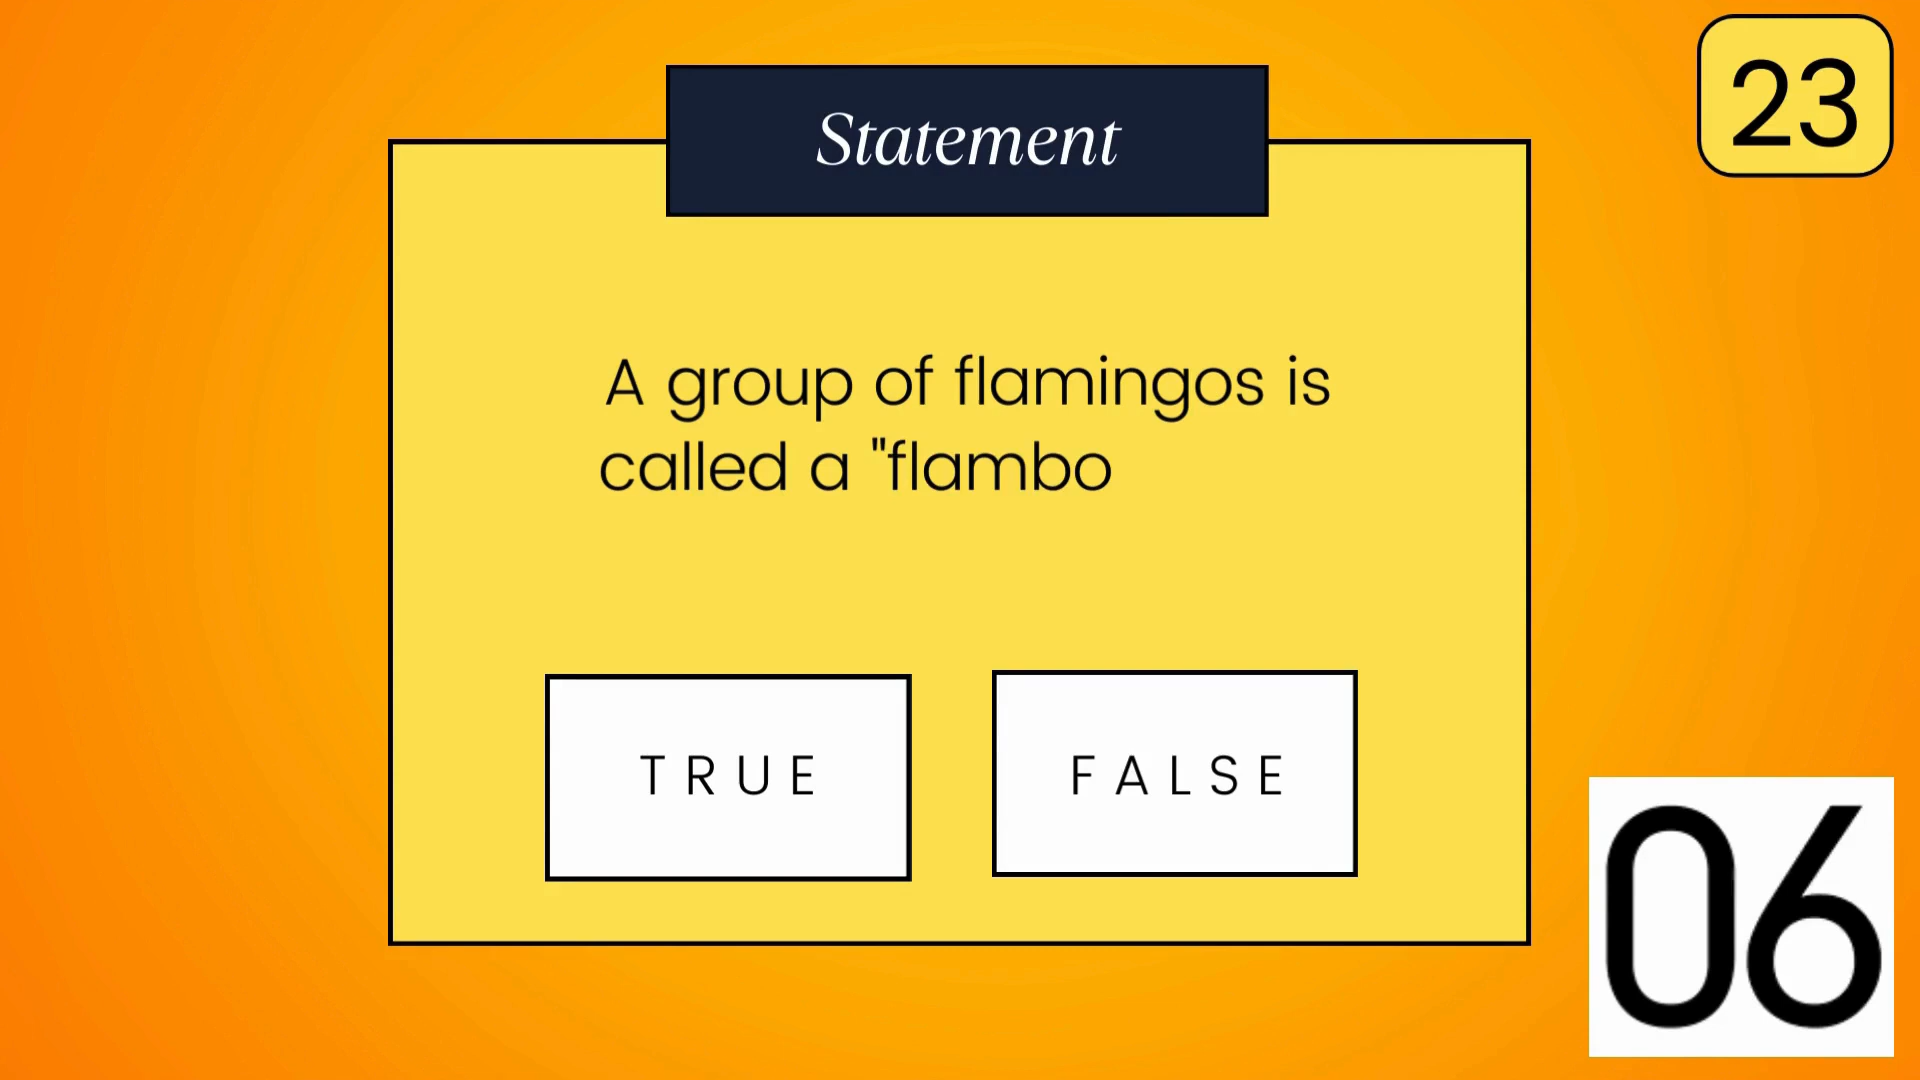 23
Statement
A group of flamingos is
called a "flambo
TRUE
FALSE
06